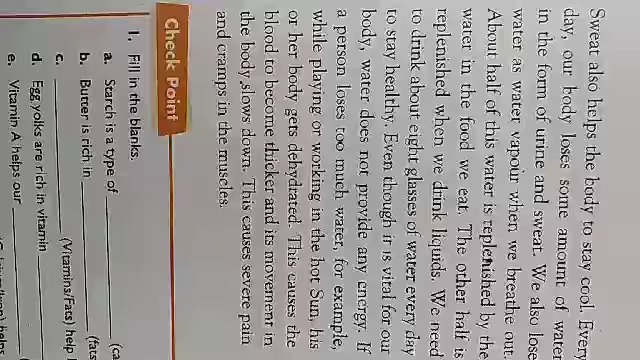 Sweat also helps the body to stay cool. Every
day, our body loses some amount of water
in the form of urine and sweat. We also lose
water as water vapour when we breathe out.
About half of this water is replenished by the
water in the food we eat. The other half is
replenished when we drink liquids. We need
to drink about eight glasses of water every day
to stay healthy. Even though it is vital for our
body, water does not provide any energy. If
a person loses too much water, for example,
while playing or working in the hot Sun, his
or her body gets dehydrated. This causes the
blood to become thicker and its movement in
the body slows down. This causes severe pain
and cramps in the muscles.
Check Point
1. Fill in the blanks.
a. Starch is a type of (ca
b. Butter is rich in (fats
c. (Vitamins/Fats) help
d. Egg yolks are rich in vitamin
e. Vitamin A helps our
helps